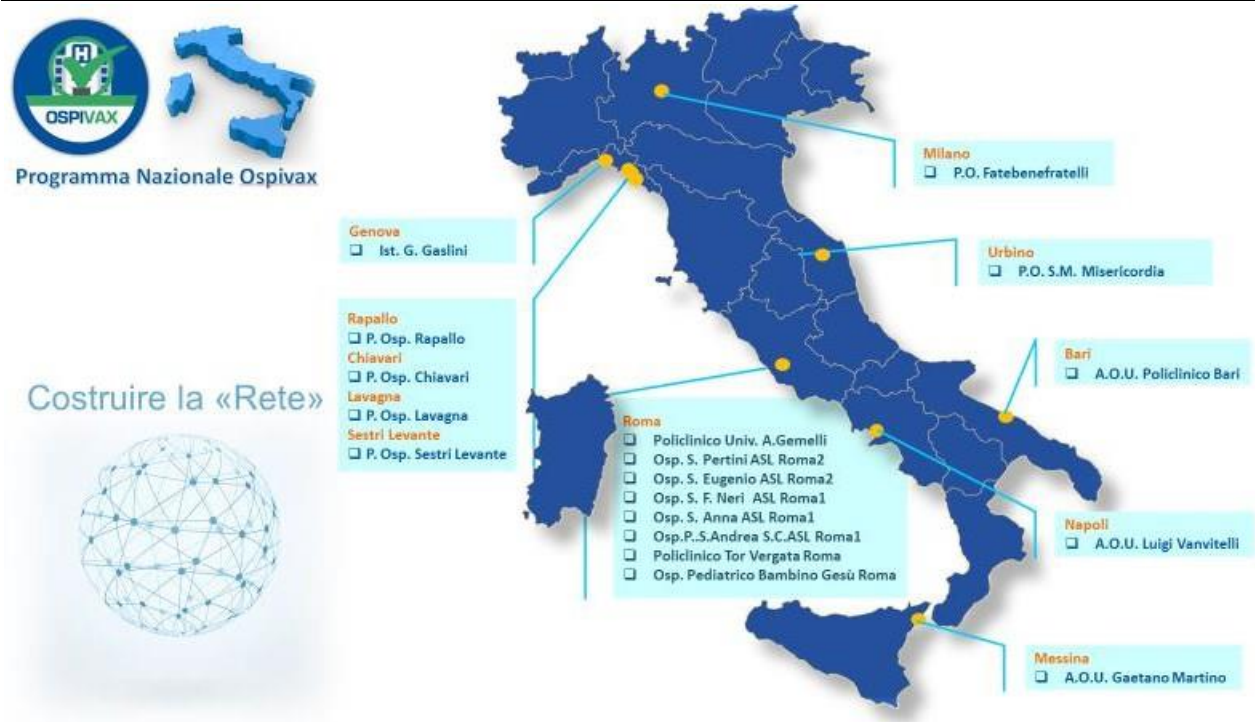 H
OSPIVAX
Programma Nazionale Ospivax
Milano
❑ P.O. Fatebenefratelli
Genova
❑ Ist. G. Gaslini
Urbino
❑ P.O. S.M. Misericordia
Rapallo
❑ P. Osp. Rapallo
Chiavari
❑ P. Osp. Chiavari
Lavagna
❑ P. Osp. Lavagna
Sestri Levante
❑ P. Osp. Sestri Levante
Bari
❑ A.O.U. Policlinico Bari
Costruire la «Rete»
Roma
❑ Policlinico Univ. A.Gemelli
❑ Osp. S. Pertini ASL Roma2
❑ Osp. S. Eugenio ASL Roma2
❑ Osp. S. F. Neri ASL Roma1
❑ Osp. S. Anna ASL Roma1
❑ Osp.P..S.Andrea S.C.ASL Roma1
❑ Policlinico Tor Vergata Roma
❑ Osp. Pediatrico Bambino Gesù Roma
Napoli
❑ A.O.U. Luigi Vanvitelli
Messina
❑ A.O.U. Gaetano Martino